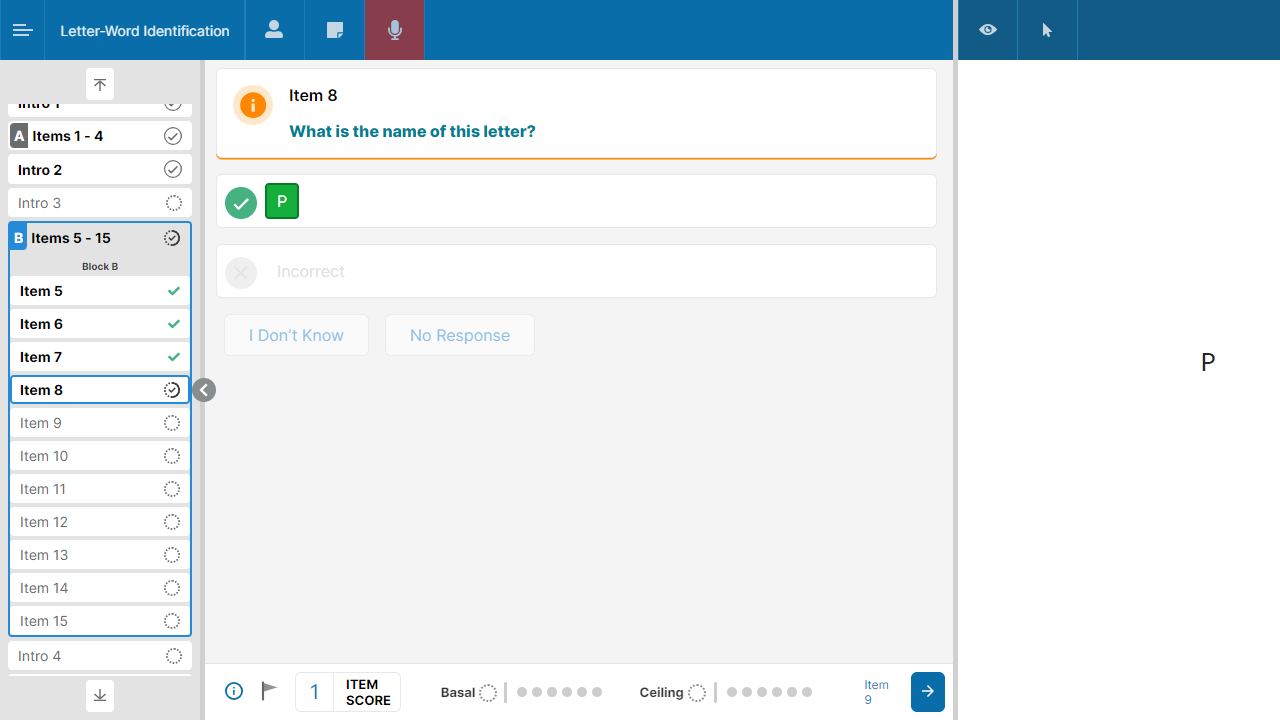 Letter-Word Identification
Intro 1
A Items 1 - 4
Intro 2
Intro 3
B Items 5 - 15
Block B
Item 5
Item 6
Item 7
Item 8
Item 9
Item 10
Item 11
Item 12
Item 13
Item 14
Item 15
Intro 4
Item 8
What is the name of this letter?
P
Incorrect
I Don't Know
No Response
1
ITEM
SCORE
Basal
Ceiling
Item
9
P